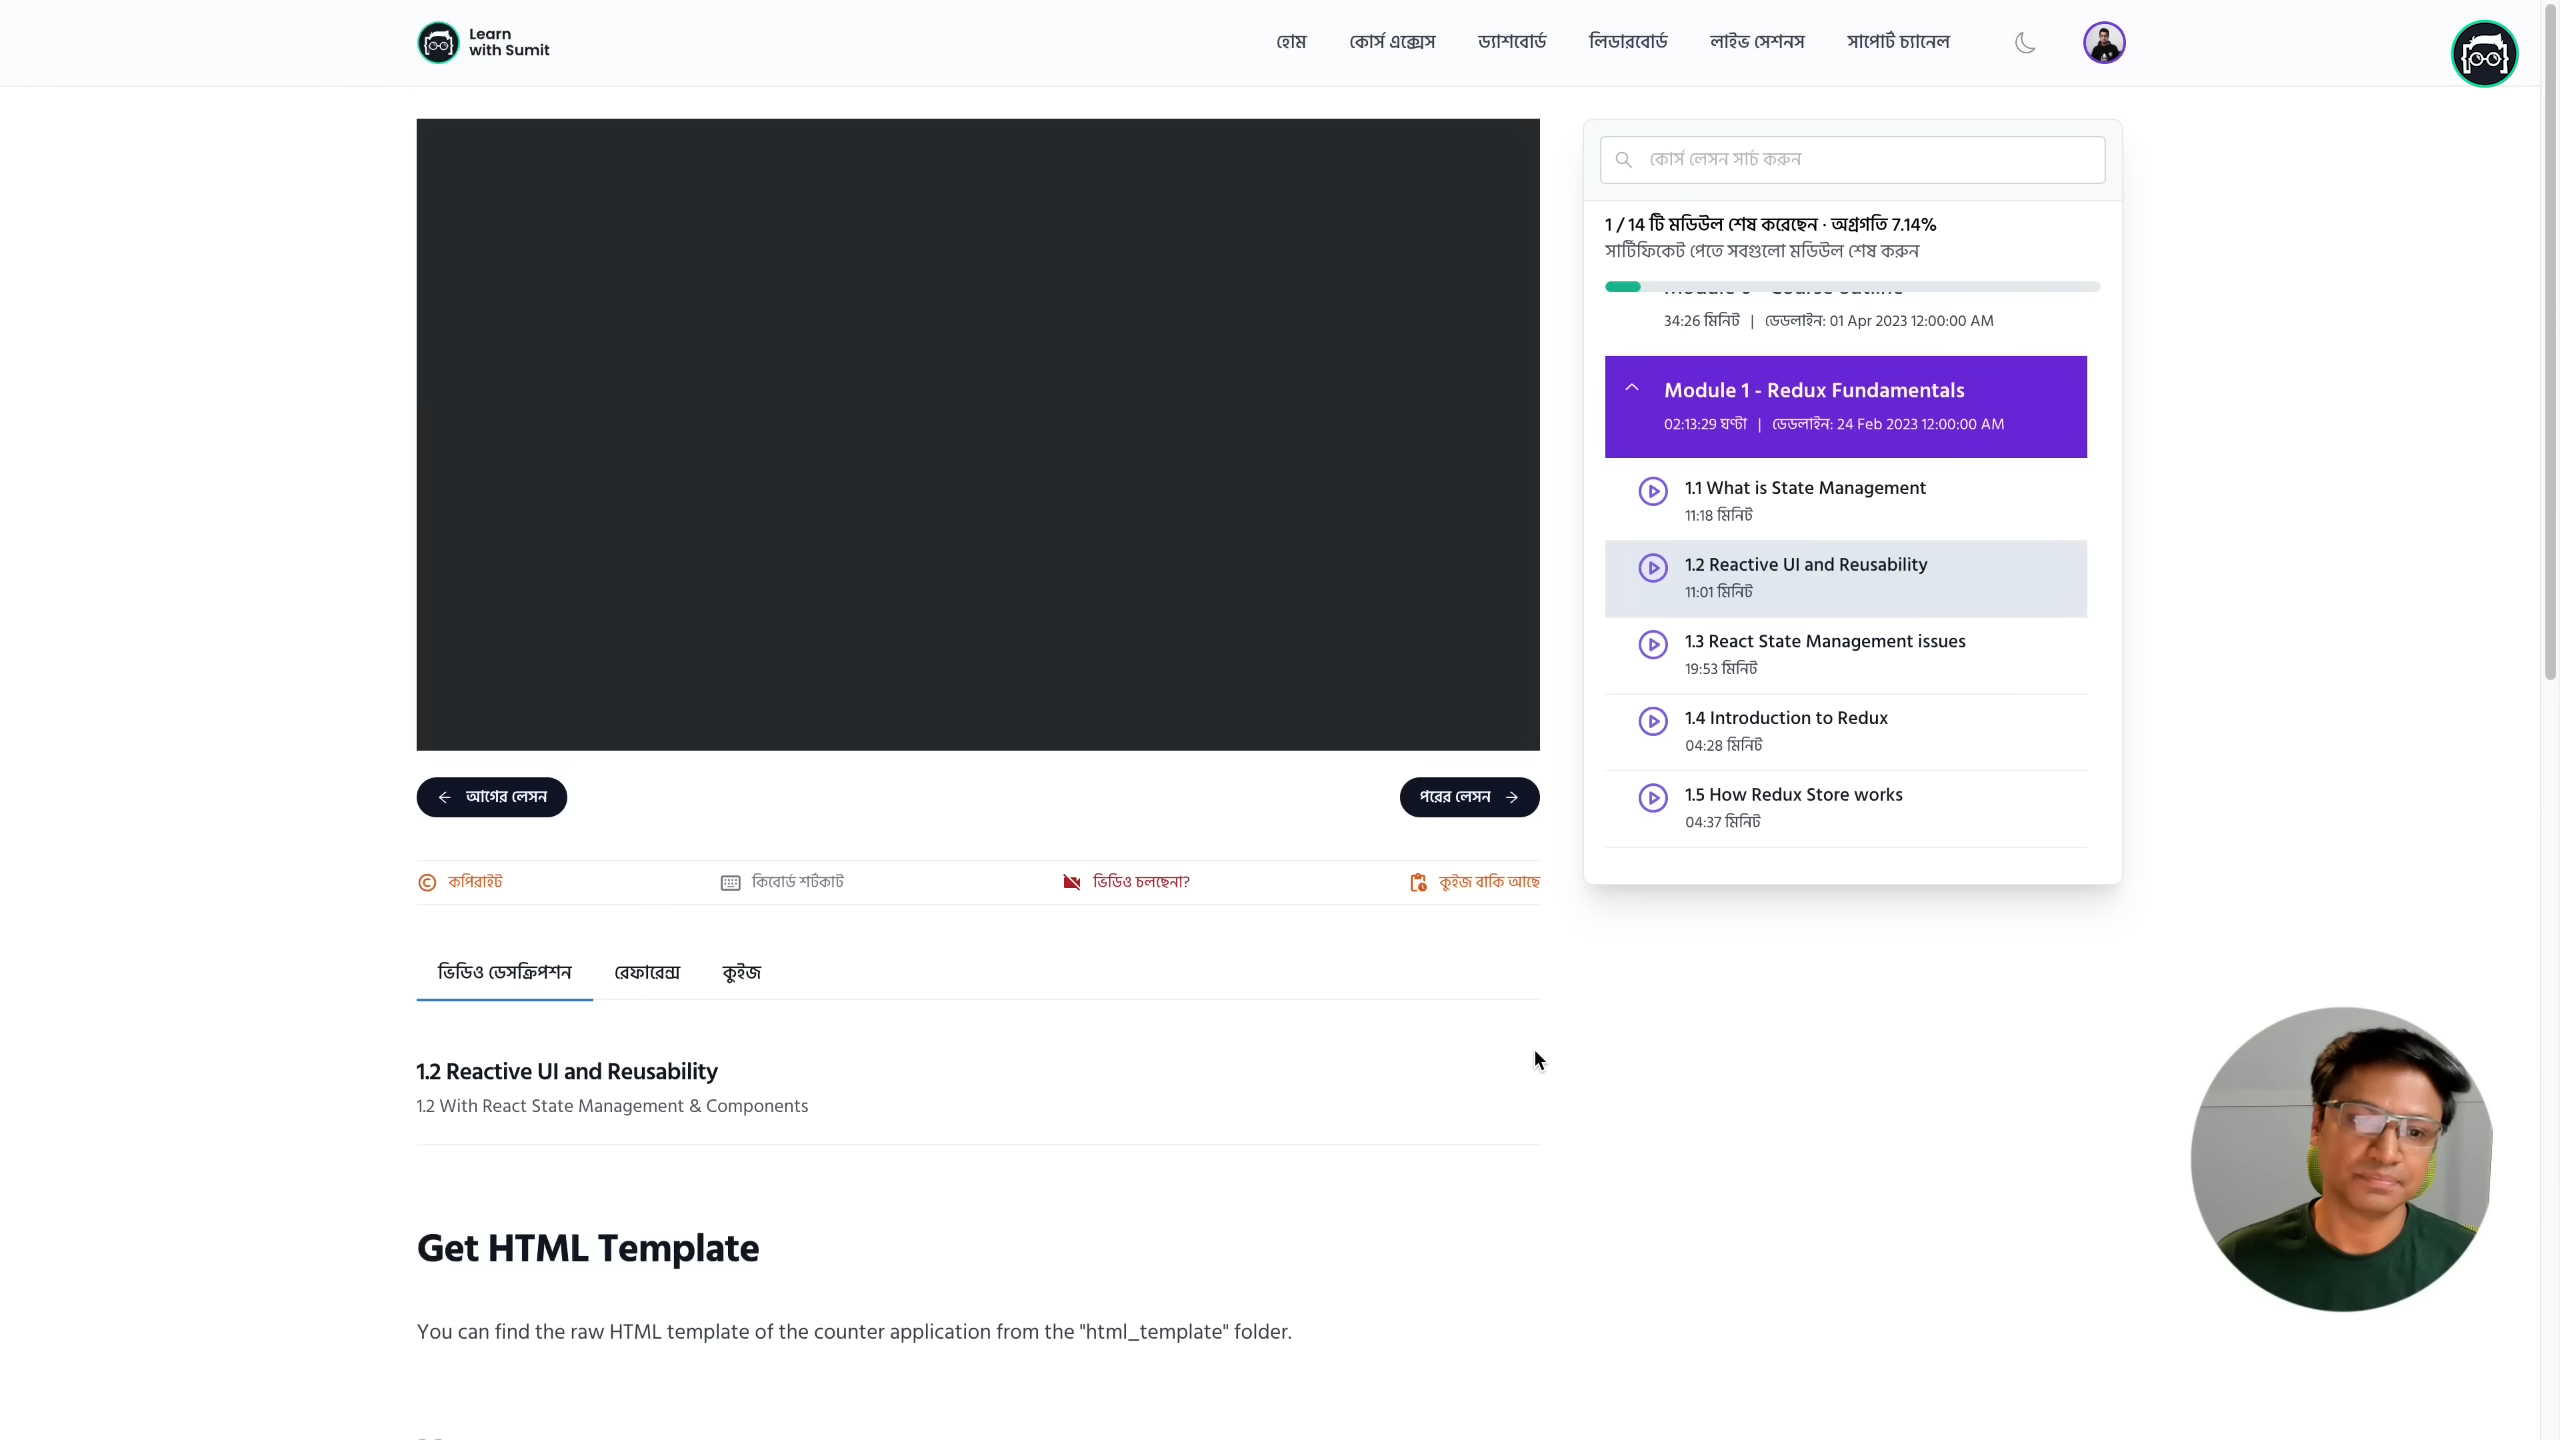 Learn
with Sumit
হোম
কোর্স এক্সেস
ড্যাশবোর্ড
লিডারবোর্ড
লাইভ সেশনস
সাপোর্ট চ্যানেল
কোর্স লেসন সার্চ করুন
1 / 14 টি মডিউল শেষ করেছেন · অগ্রগতি 7.14%
সার্টিফিকেট পেতে সবগুলো মডিউল শেষ করুন
34:26 মিনিট | ডেডলাইন: 01 Apr 2023 12:00:00 AM
Module 1 - Redux Fundamentals
02:13:29 ঘণ্টা | ডেডলাইন: 24 Feb 2023 12:00:00 AM
1.1 What is State Management
11:18 মিনিট
1.2 Reactive UI and Reusability
11:01 মিনিট
1.3 React State Management issues
19:53 মিনিট
1.4 Introduction to Redux
04:28 মিনিট
1.5 How Redux Store works
04:37 মিনিট
আগের লেসন
পরের লেসন
কপিরাইট
কিবোর্ড শর্টকাট
ভিডিও চলছেনা?
কুইজ বাকি আছে
ভিডিও ডেসক্রিপশন
রেফারেন্স
কুইজ
1.2 Reactive UI and Reusability
1.2 With React State Management & Components
Get HTML Template
You can find the raw HTML template of the counter application from the "html_template" folder.